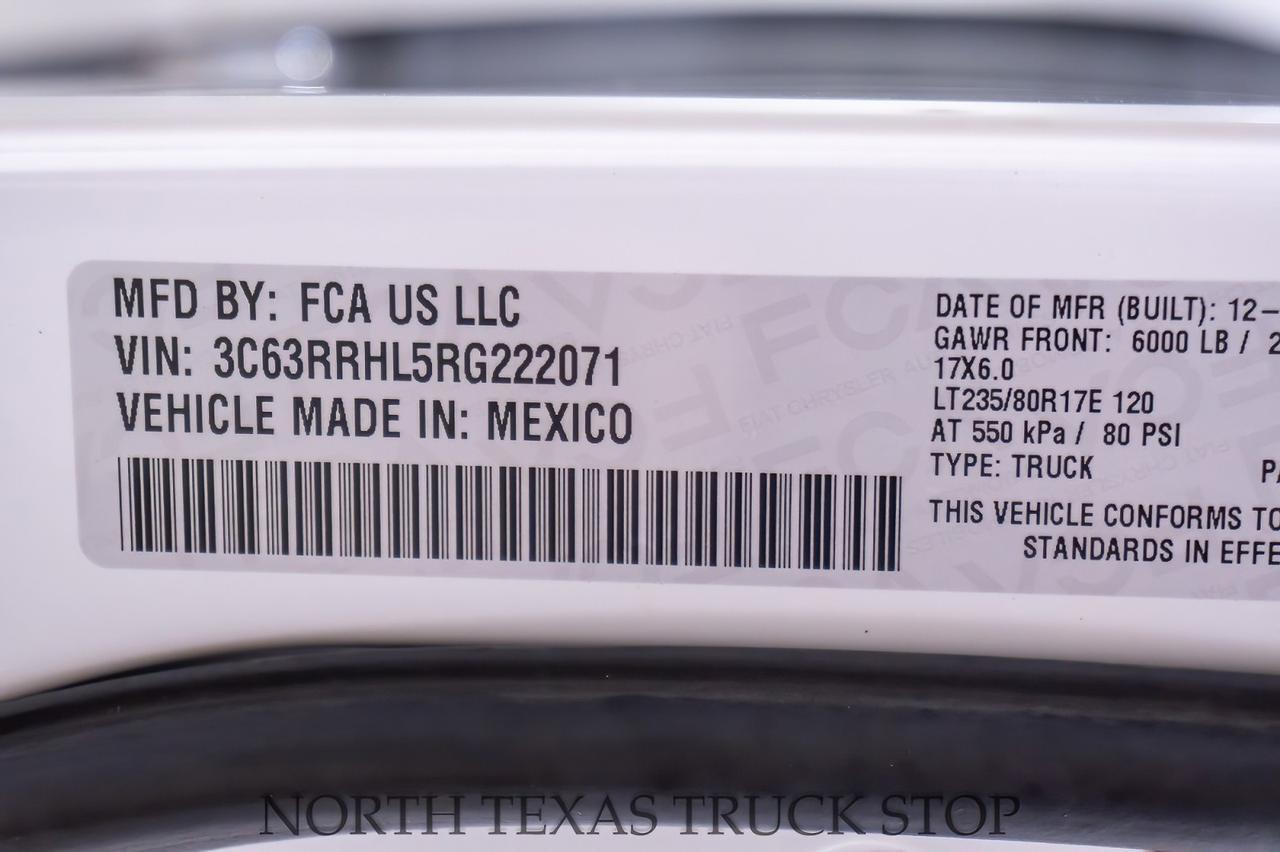 MFD BY: FCA US LLC
VIN: 3C63RRHL5RG222071
VEHICLE MADE IN: MEXICO
DATE OF MFR (BUILT): 12-
GAWR FRONT: 6000 LB / 2
17X6.0
LT235/80R17E 120
AT 550 kPa / 80 PSI
TYPE: TRUCK PA
THIS VEHICLE CONFORMS TO
STANDARDS IN EFFE
NORTH TEXAS TRUCK STOP